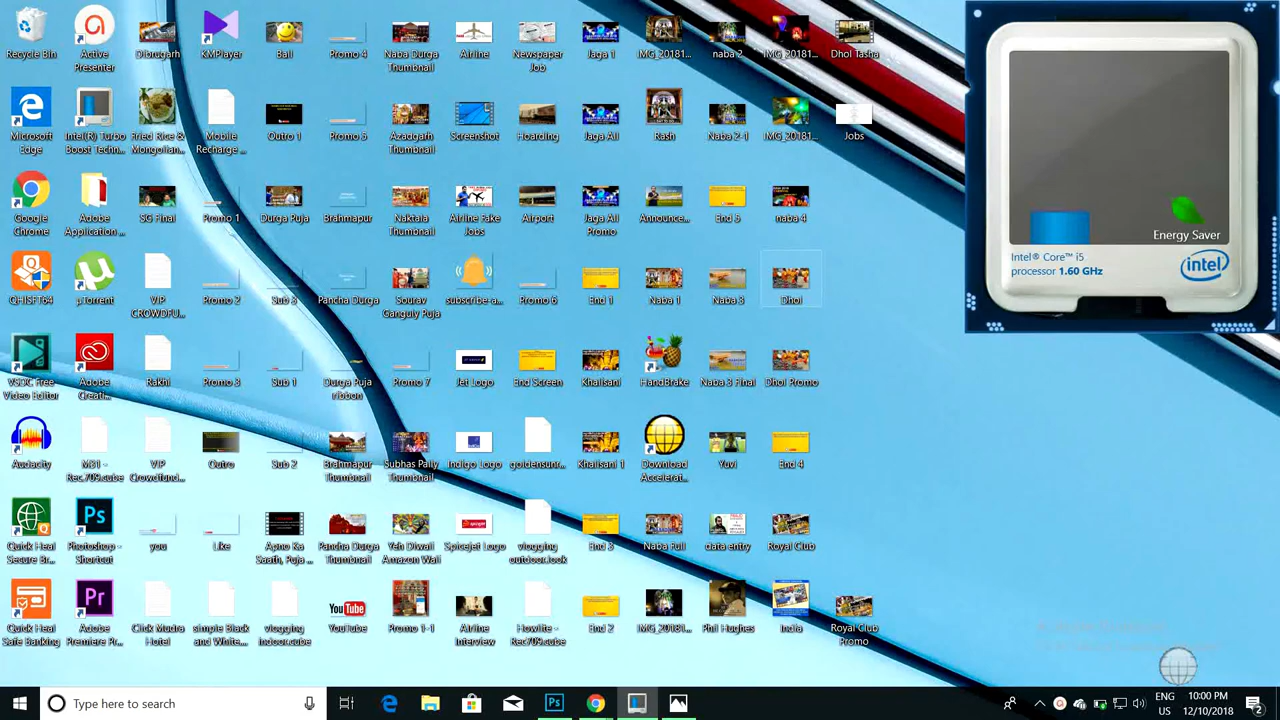 Recycle Bin
Active
Presenter
Dibrugarh
KMPlayer
Ball
Promo 4
Naba Durga
Thumbnail
Airline
Newspaper
Job
Jaga 1
IMG_20181...
naba 2
IMG_20181...
Dhol Tasha
Microsoft
Edge
Intel(R) Turbo
Boost Techn...
Fried Rice &
Mongolian...
Mobile
Recharge ...
Outro 1
Promo 5
Azadgarh
Thumbnail
Screenshot
Hoarding
Jaga All
Rash
Naba 2-1
IMG_20181...
Jobs
Google
Chrome
Adobe
Application ...
SG Final
Promo 1
Durga Puja
Brahmapur
Naktala
Thumbnail
Airline Fake
Jobs
Airport
Jaga All
Promo
Announce...
End 5
naba 4
QHISFT64
µTorrent
VIP
CROWDFU...
Promo 2
Sub 3
Pancha Durga
Sourav
Ganguly Puja
subscribe-a...
Promo 6
End 1
Naba 1
Naba 3
Dhol
VSDC Free
Video Editor
Adobe
Creati...
Rakhi
Promo 3
Sub 1
Durga Puja
ribbon
Promo 7
Jet Logo
End Screen
Khalisani
HandBrake
Naba 3 Final
Dhol Promo
Audacity
M31 -
Rec.709.cube
VIP
Crowdfund...
Outro
Sub 2
Brahmapur
Thumbnail
Subhas Pally
Thumbnail
Indigo Logo
goldensunr...
Khalisani 1
Download
Accelerat...
Yuvi
End 4
Quick Heal
Secure Br...
Photoshop -
Shortcut
you
Like
Apno Ka
Saath, Puja ...
Pancha Durga
Thumbnail
Yeh Diwali
Amazon Wali
Spicejet Logo
vlogging
outdoor.look
End 3
Naba Full
data entry
Royal Club
Quick Heal
Safe Banking
Adobe
Premiere Pr...
Click Mudra
Hotel
simple Black
and White...
vlogging
indoor.cube
YouTube
Promo 1-1
Airline
Interview
Howlite -
Rec709.cube
End 2
IMG_20181...
Phil Hughes
India
Royal Club
Promo
Energy Saver
Intel® Core™ i5
processor 1.60 GHz
intel
Type here to search
ENG
US
10:00 PM
12/10/2018
2